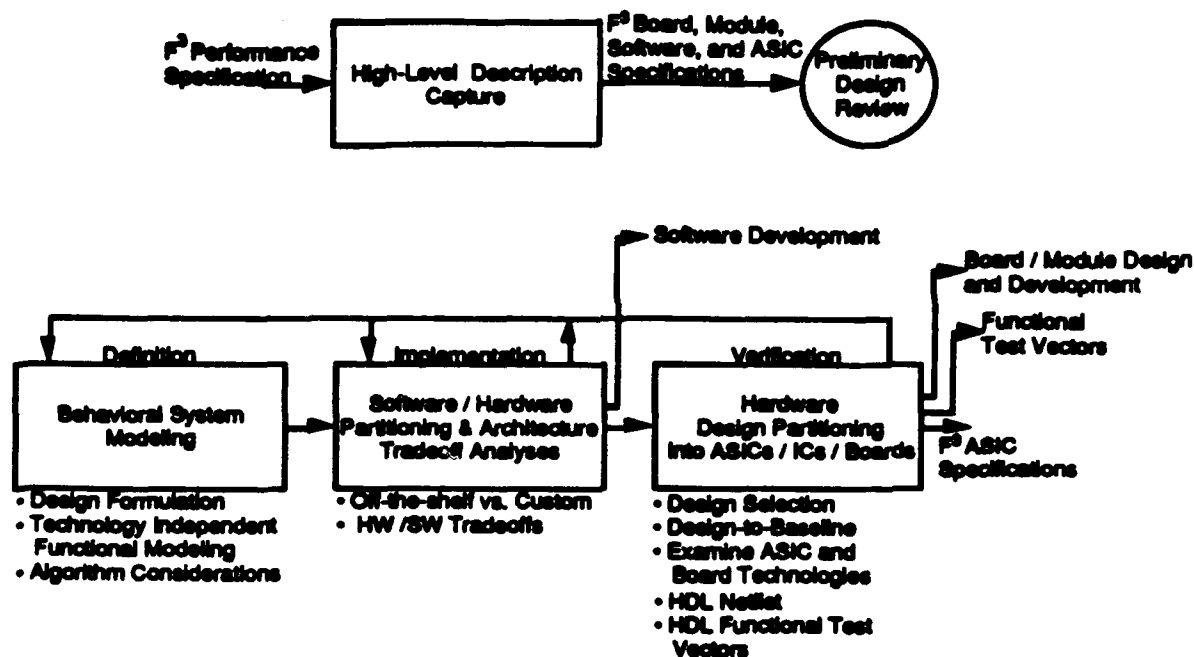 F³ Performance
Specification
High-Level Description
Capture
F³ Board, Module,
Software, and ASIC
Specifications
Preliminary
Design
Review
Software Development
Board / Module Design
and Development
Functional
Test Vectors
F³ ASIC
Specifications
Definition
Behavioral System
Modeling
• Design Formulation
• Technology Independent
Functional Modeling
• Algorithm Considerations
Implementation
Software / Hardware
Partitioning & Architecture
Tradeoff Analyses
• Off-the-shelf vs. Custom
• HW /SW Tradeoffs
Verification
Hardware
Design Partitioning
into ASICs / ICs / Boards
• Design Selection
• Design-to-Baseline
• Examine ASIC and
Board Technologies
• HDL Netlist
• HDL Functional Test
Vectors